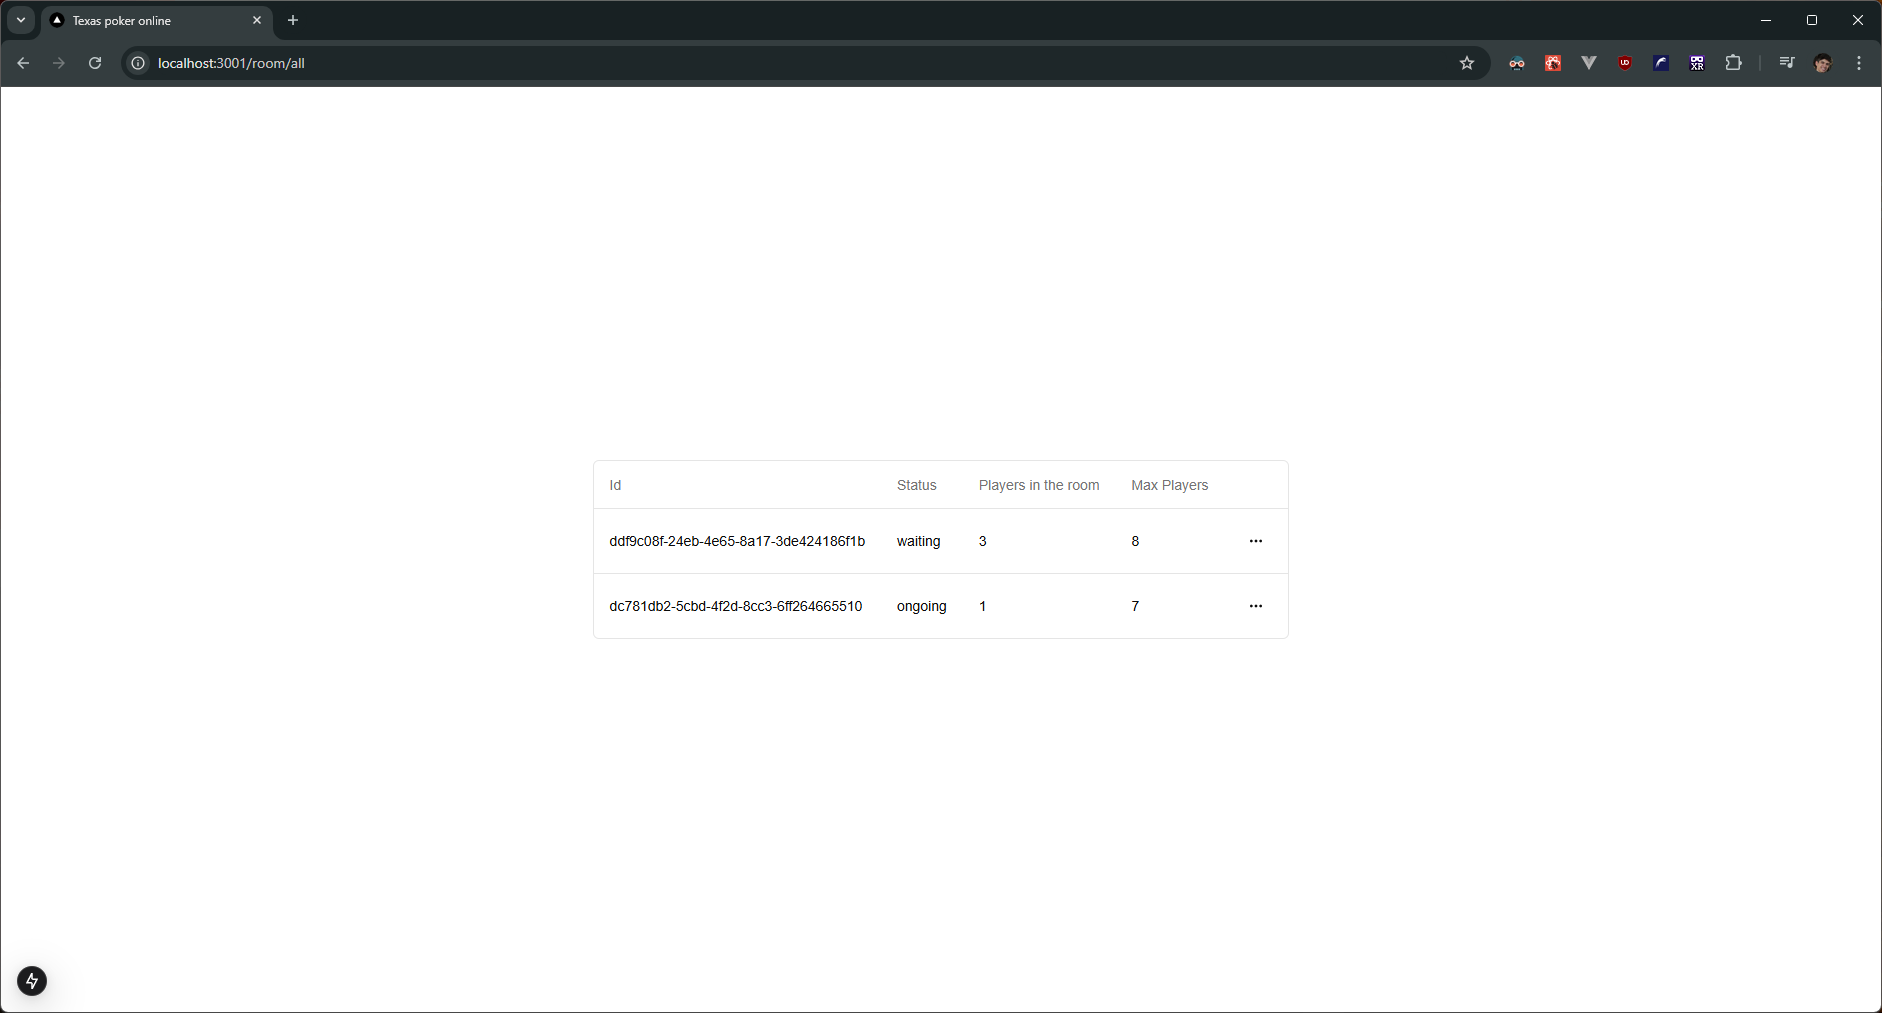 Texas poker online
localhost:3001/room/all
Id Status Players in the room Max Players
ddf9c08f-24eb-4e65-8a17-3de424186f1b waiting 3 8
dc781db2-5cbd-4f2d-8cc3-6ff264665510 ongoing 1 7